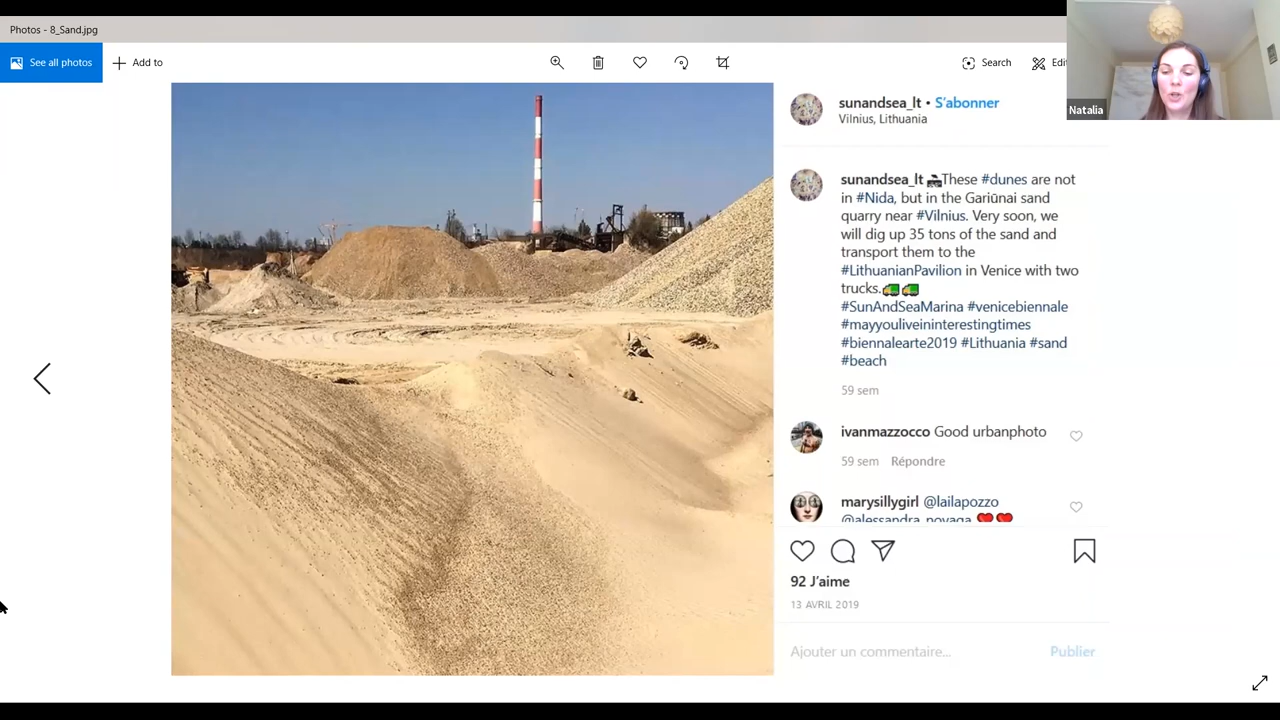 Photos - 8_Sand.jpg
See all photos
Add to
Search
Natalia
sunandsea_lt • S'abonner
Vilnius, Lithuania
sunandsea_lt These #dunes are not
in #Nida, but in the Gariūnai sand
quarry near #Vilnius. Very soon, we
will dig up 35 tons of the sand and
transport them to the
#LithuanianPavilion in Venice with two
trucks.
#SunAndSeaMarina #venicebiennale
#mayyouliveininterestingtimes
#biennalearte2019 #Lithuania #sand
#beach
59 sem
ivanmazzocco Good urbanphoto
59 sem Répondre
marysillygirl @lailapozzo
@alessandra_novaga
92 J'aime
13 AVRIL 2019
Ajouter un commentaire...
Publier